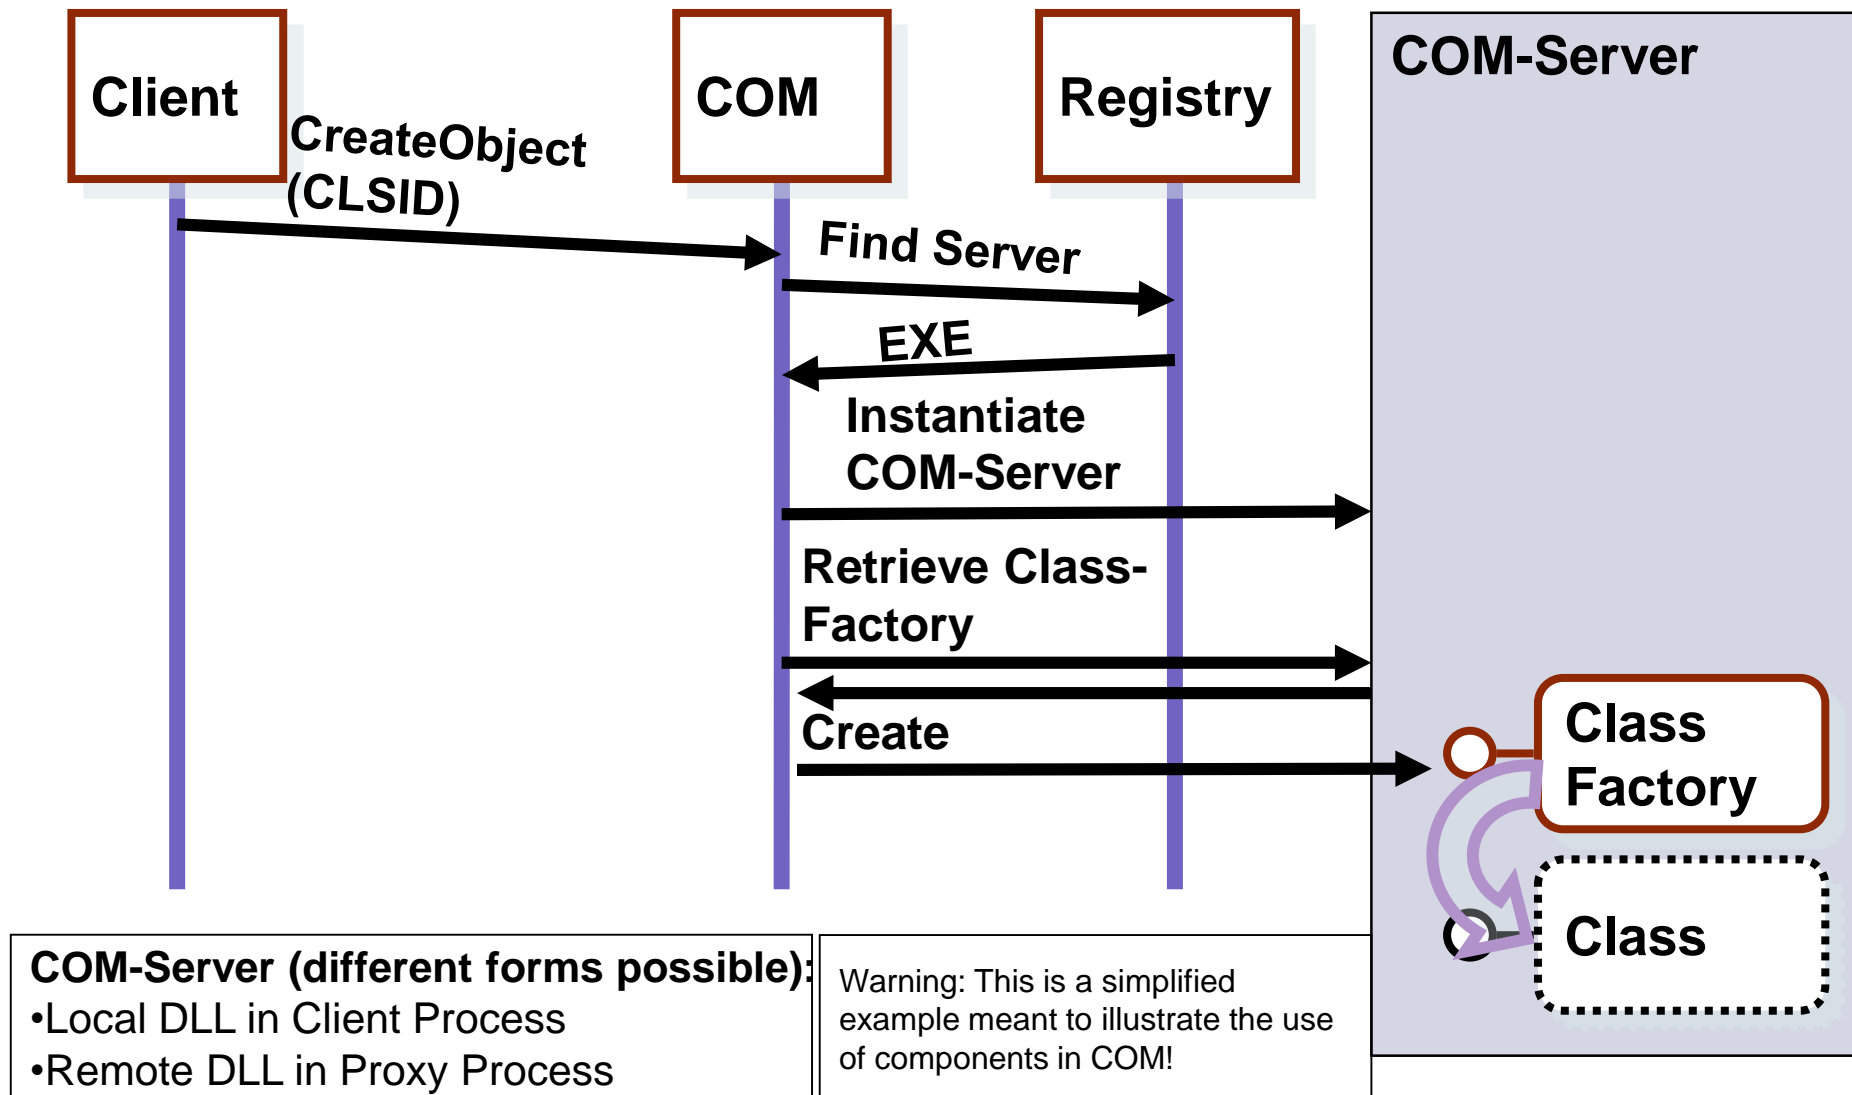 Client
COM
Registry
COM-Server
CreateObject
(CLSID)
Find Server
EXE
Instantiate
COM-Server
Retrieve Class-
Factory
Create
Class
Factory
Class
COM-Server (different forms possible):
•Local DLL in Client Process
•Remote DLL in Proxy Process
Warning: This is a simplified
example meant to illustrate the use
of components in COM!